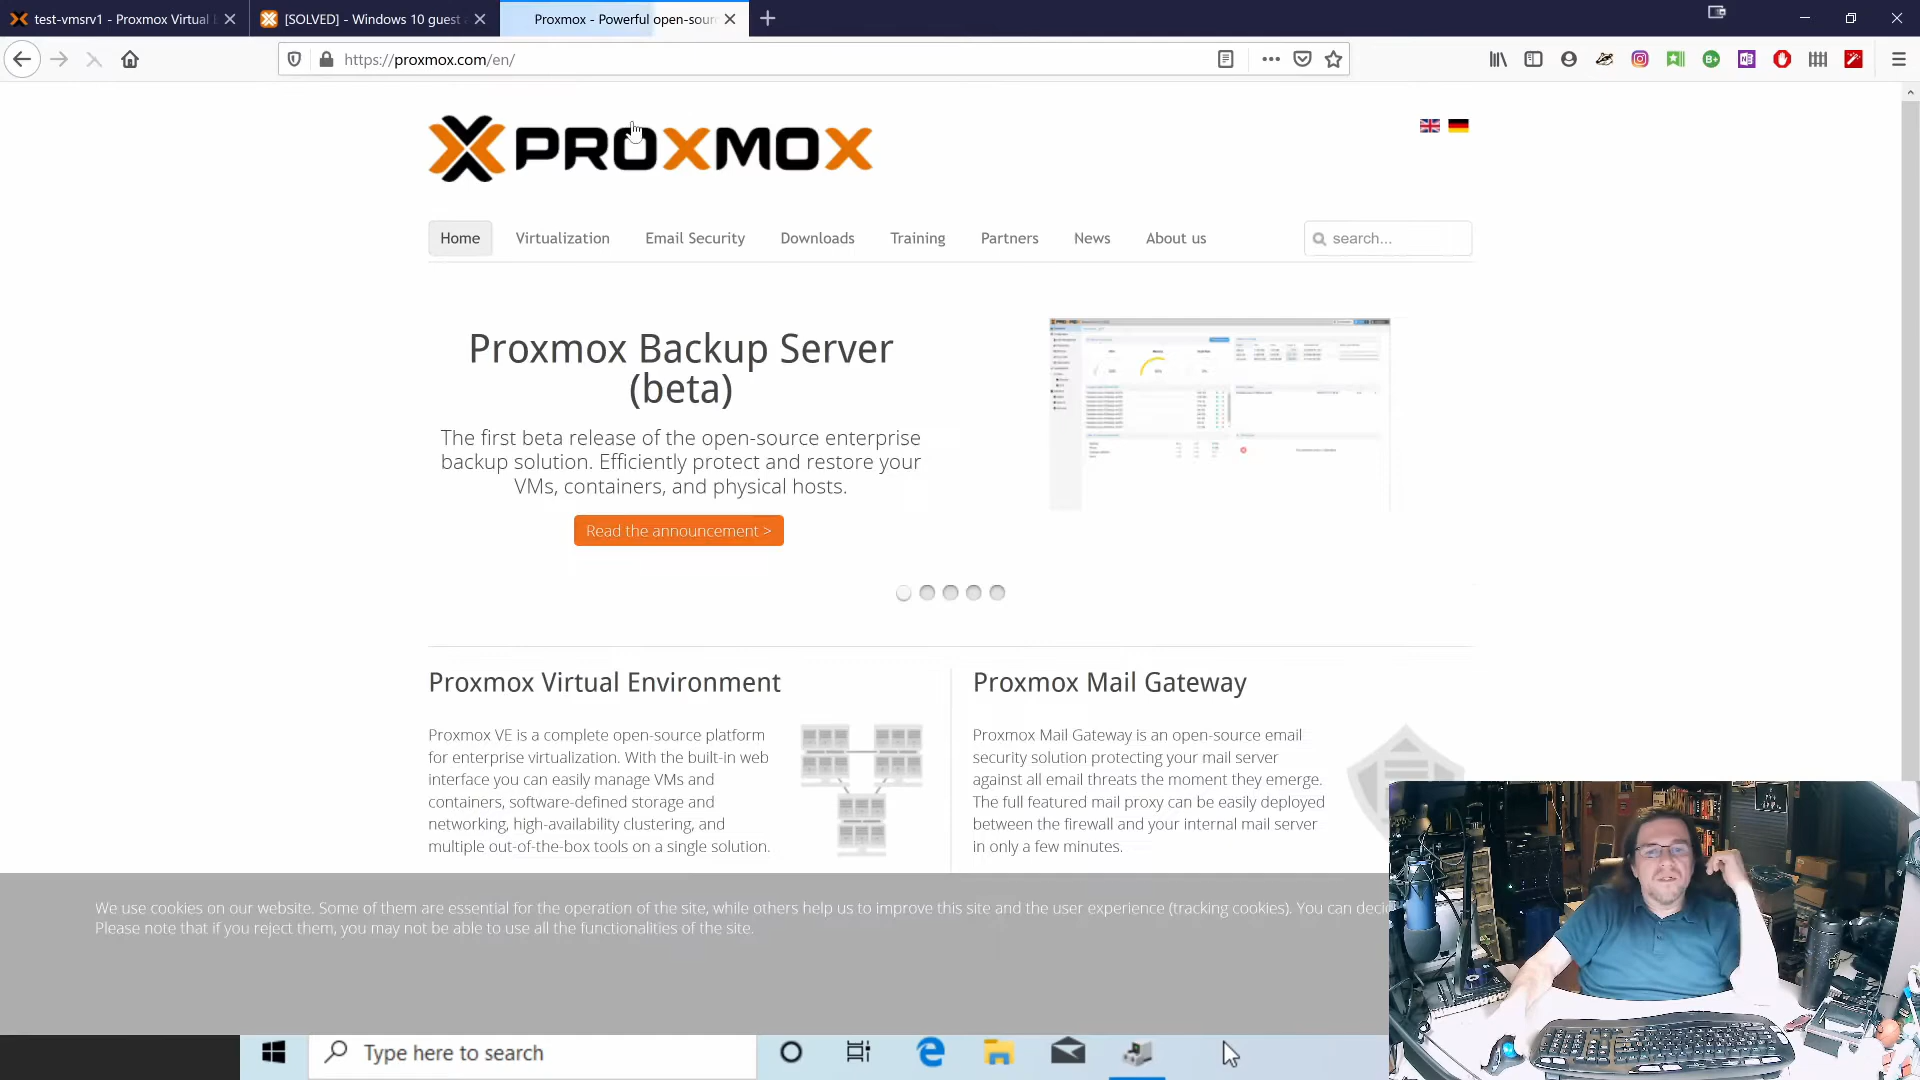 test-vmsrv1 - Proxmox Virtual
[SOLVED] - Windows 10 guest
Proxmox - Powerful open-sour
https://proxmox.com/en/
PROXMOX
Home
Virtualization
Email Security
Downloads
Training
Partners
News
About us
search...
Proxmox Backup Server
(beta)
The first beta release of the open-source enterprise
backup solution. Efficiently protect and restore your
VMs, containers, and physical hosts.
Read the announcement >
Proxmox Virtual Environment
Proxmox VE is a complete open-source platform
for enterprise virtualization. With the built-in web
interface you can easily manage VMs and
containers, software-defined storage and
networking, high-availability clustering, and
multiple out-of-the-box tools on a single solution.
Proxmox Mail Gateway
Proxmox Mail Gateway is an open-source email
security solution protecting your mail server
against all email threats the moment they emerge.
The full featured mail proxy can be easily deployed
between the firewall and your internal mail server
in only a few minutes.
We use cookies on our website. Some of them are essential for the operation of the site, while others help us to improve this site and the user experience (tracking cookies). You can
Please note that if you reject them, you may not be able to use all the functionalities of the site.
Type here to search